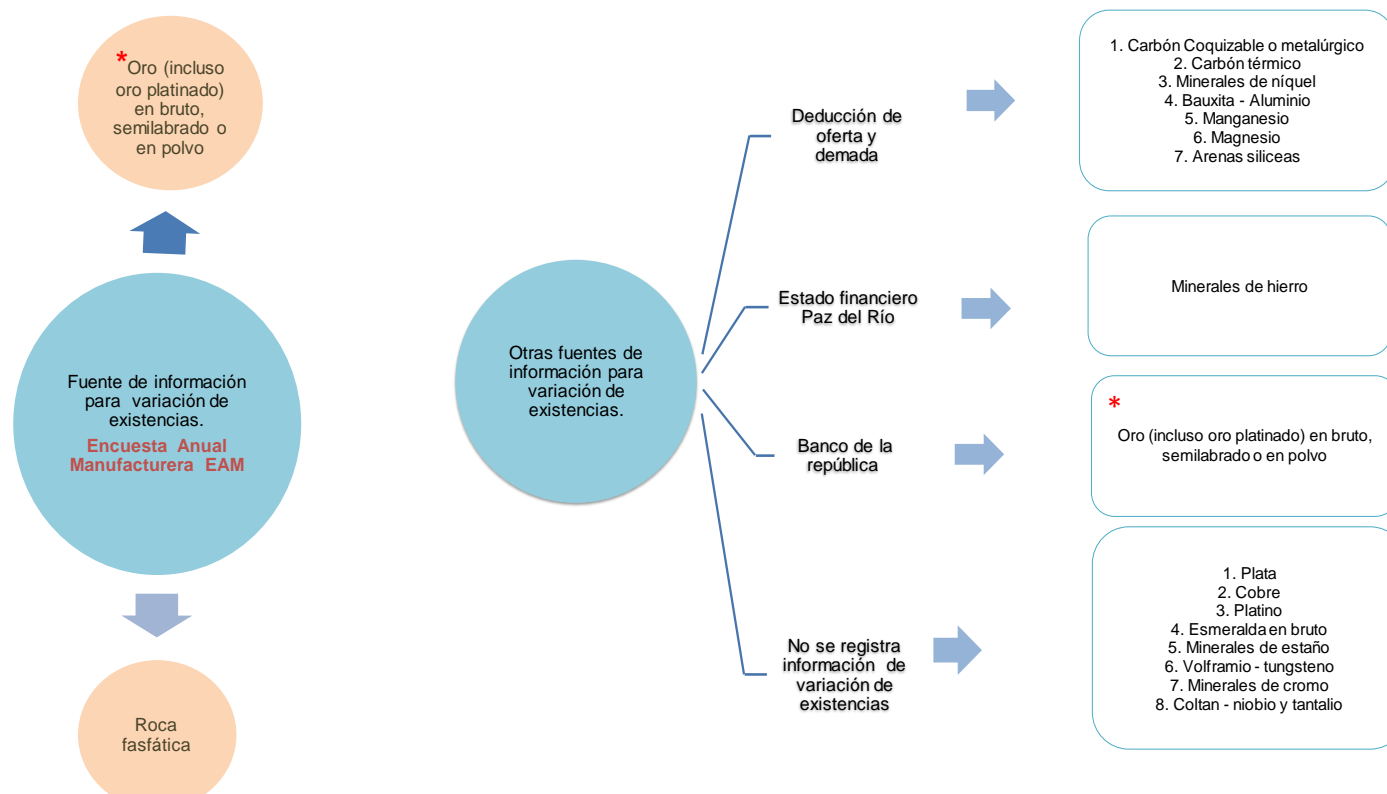 *Oro (incluso
oro platinado)
en bruto,
semilabrado o
en polvo
Fuente de información
para variación de
existencias.
Encuesta Anual
Manufacturera EAM
Roca
fasfática
Otras fuentes de
información para
variación de
existencias.
Deducción de
oferta y
demada
1. Carbón Coquizable o metalúrgico
2. Carbón térmico
3. Minerales de níquel
4. Bauxita - Aluminio
5. Manganesio
6. Magnesio
7. Arenas siliceas
Estado financiero
Paz del Río
Minerales de hierro
Banco de la
república
*
Oro (incluso oro platinado) en bruto,
semilabrado o en polvo
No se registra
información de
variación de
existencias
1. Plata
2. Cobre
3. Platino
4. Esmeralda en bruto
5. Minerales de estaño
6. Volframio - tungsteno
7. Minerales de cromo
8. Coltan - niobio y tantalio